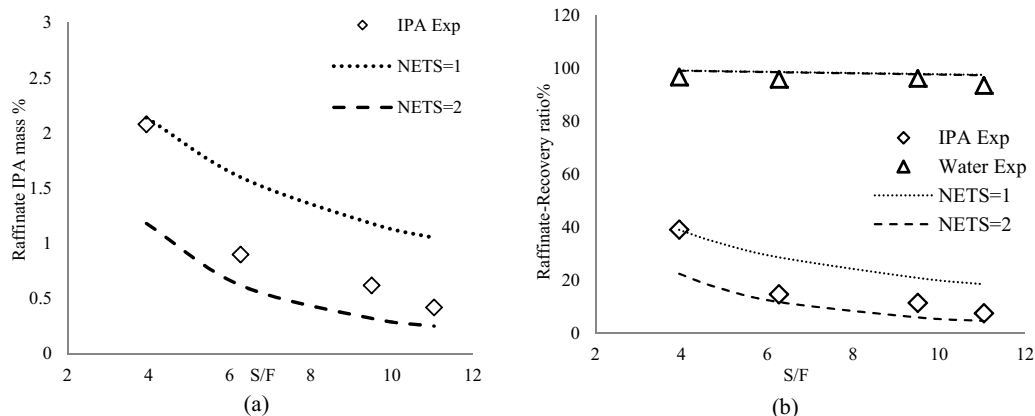 Raffinate IPA mass %
3
2.5
2
1.5
1
0.5
0
2
4
6
8
10
12
S/F
IPA Exp
NETS=1
NETS=2
(a)
Raffinate-Recovery ratio%
120
100
80
60
40
20
0
2
4
6
8
10
12
S/F
IPA Exp
Water Exp
NETS=1
NETS=2
(b)